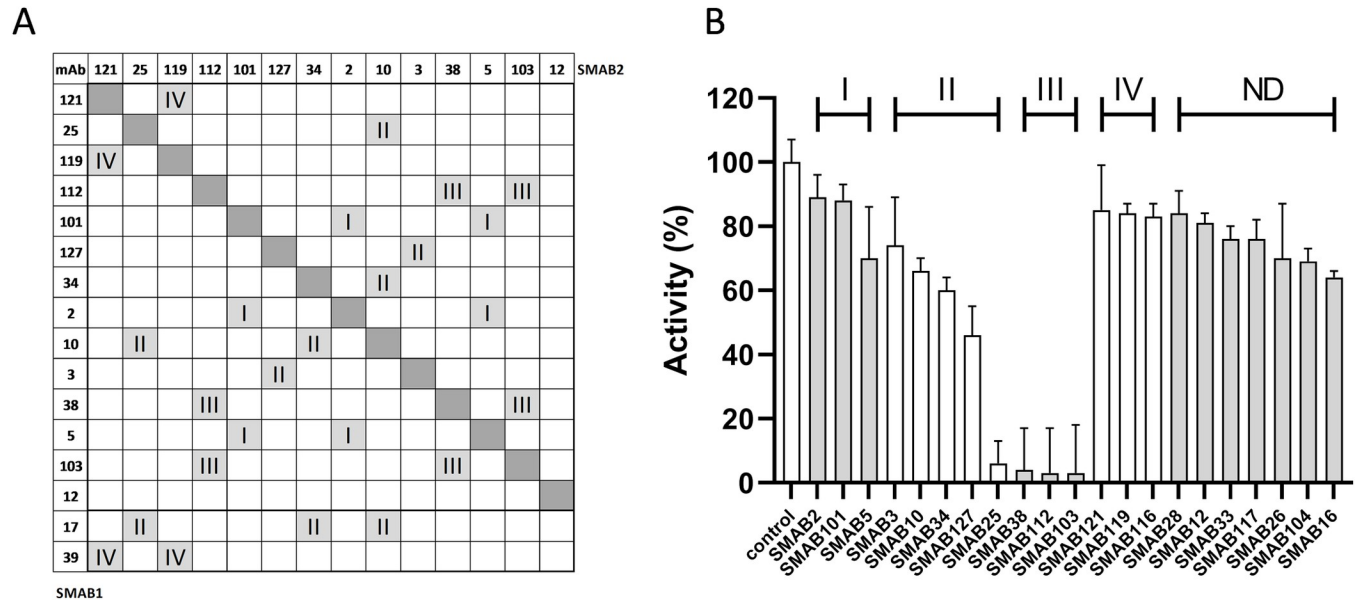 A
mAb 121 25 119 112 101 127 34 2 10 3 38 5 103 12 SMAB2
121 IV
25 II
119 IV
112 III III
101 I I
127 II
34 II
2 I I
10 II II
3 II
38 III III
5 I I
103 III III
12
17 II II II
39 IV IV
SMAB1
B
I II III IV ND
120
100
80
60
40
20
0
Activity (%)
control
SMAB2
SMAB101
SMAB5
SMAB3
SMAB10
SMAB34
SMAB127
SMAB25
SMAB38
SMAB112
SMAB103
SMAB121
SMAB119
SMAB116
SMAB28
SMAB12
SMAB33
SMAB117
SMAB26
SMAB104
SMAB16